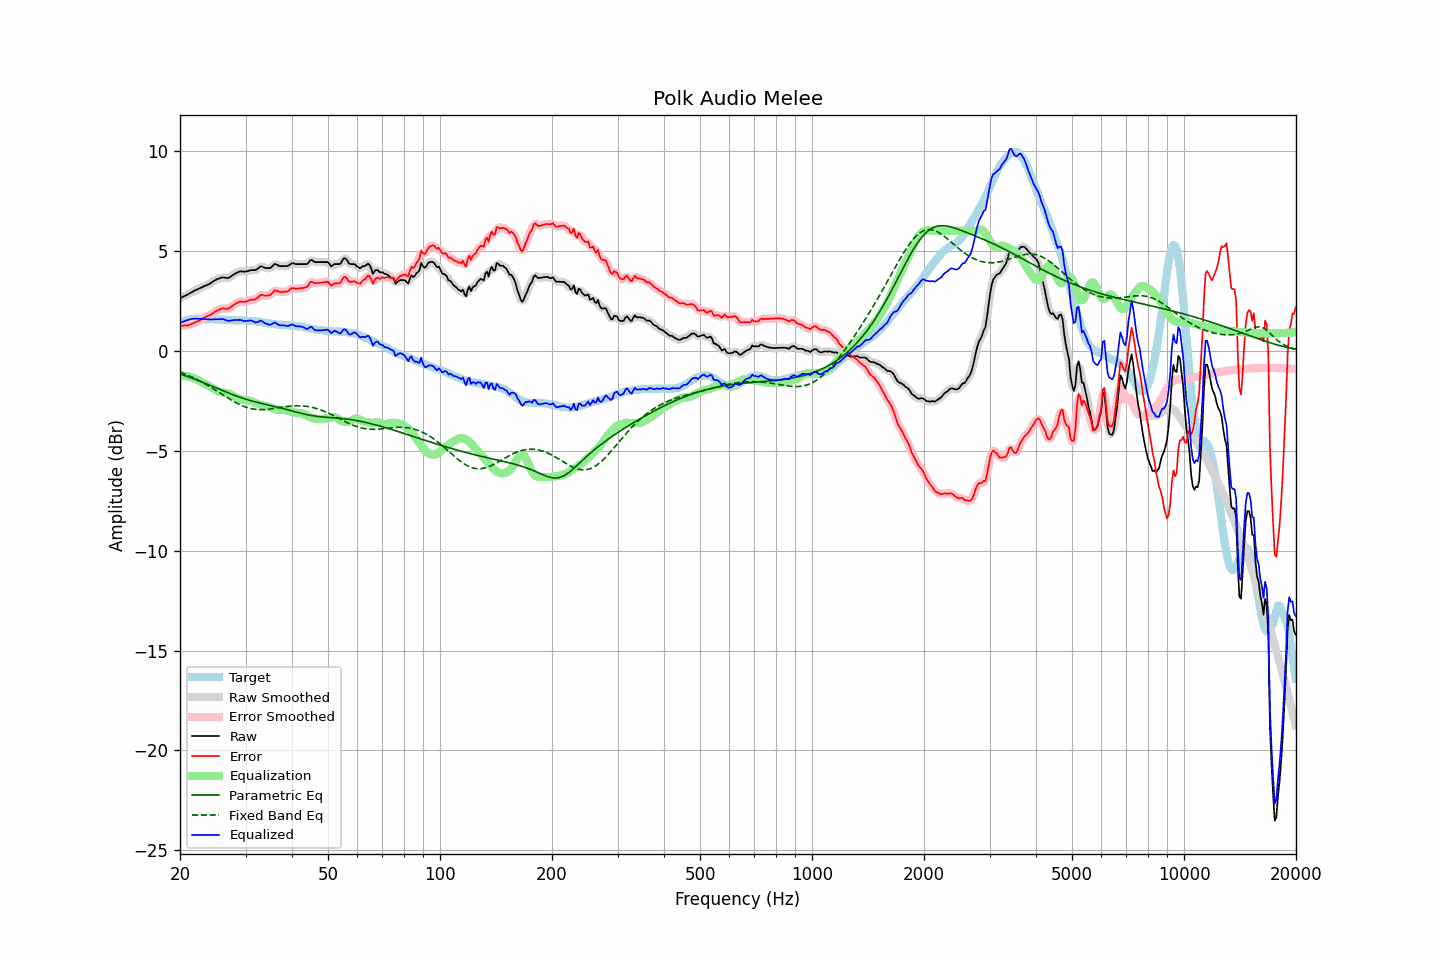 Polk Audio Melee
10
5
0
−5
−10
−15
−20
−25
Amplitude (dBr)
Target
Raw Smoothed
Error Smoothed
Raw
Error
Equalization
Parametric Eq
Fixed Band Eq
Equalized
20 50 100 200 500 1000 2000 5000 10000 20000
Frequency (Hz)